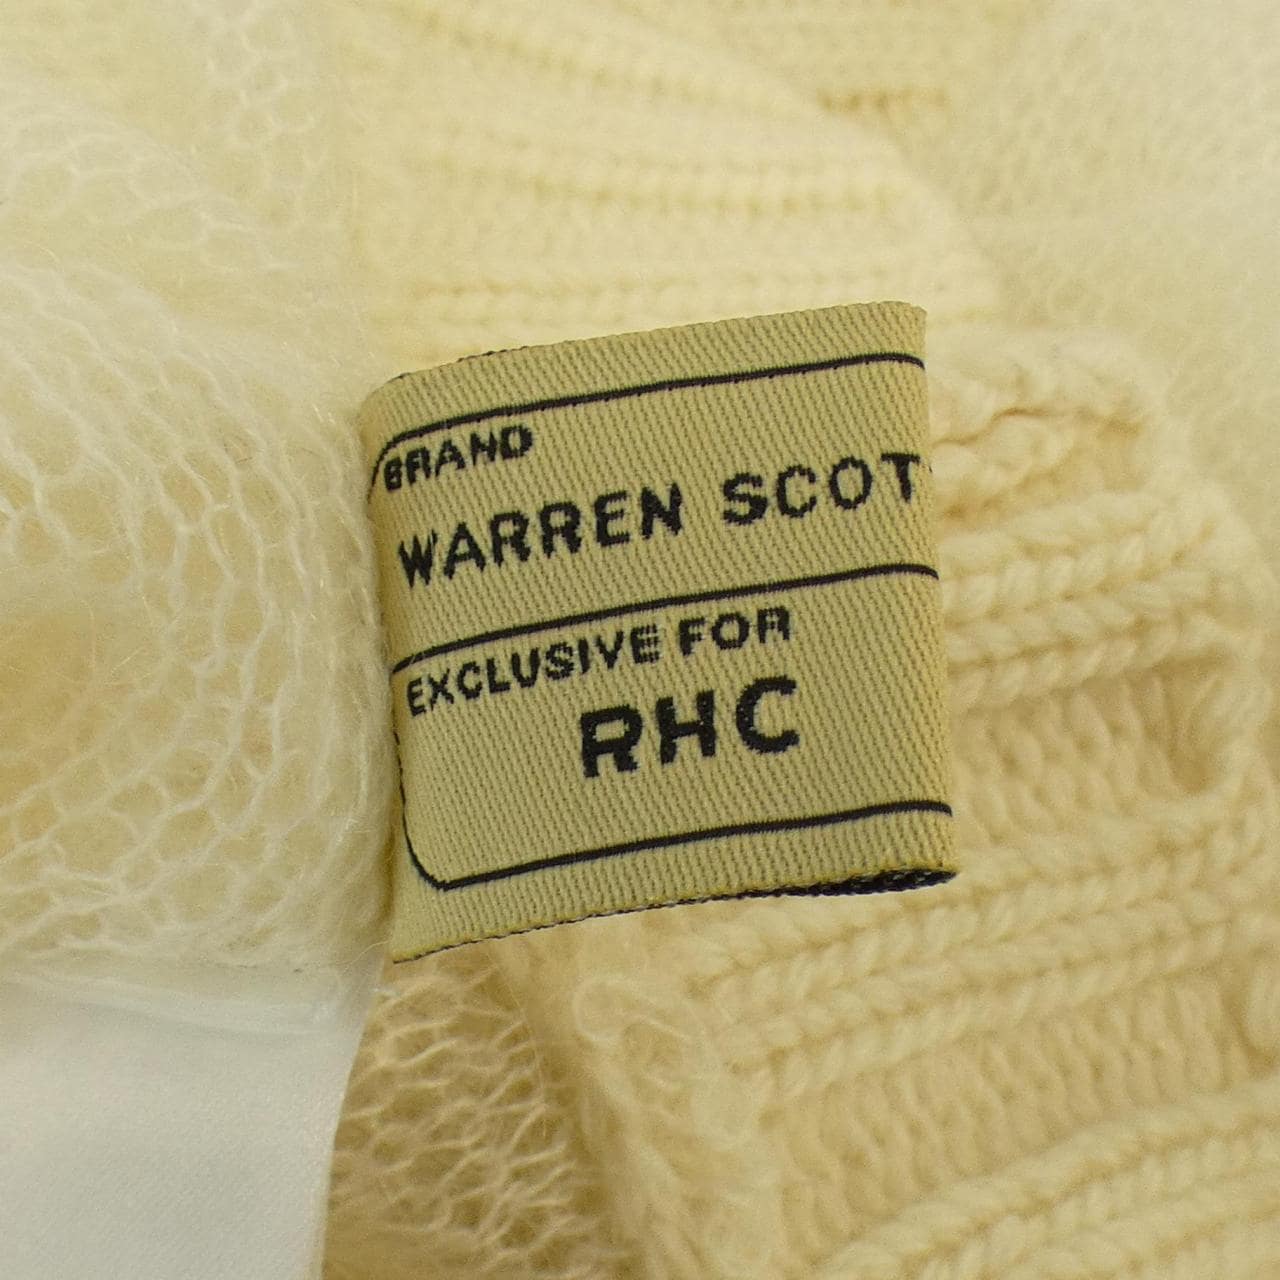 BRAND
WARREN SCOT
EXCLUSIVE FOR
RHC